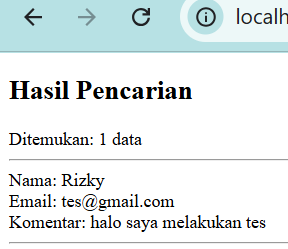 localh
Hasil Pencarian
Ditemukan: 1 data
Nama: Rizky
Email: tes@gmail.com
Komentar: halo saya melakukan tes